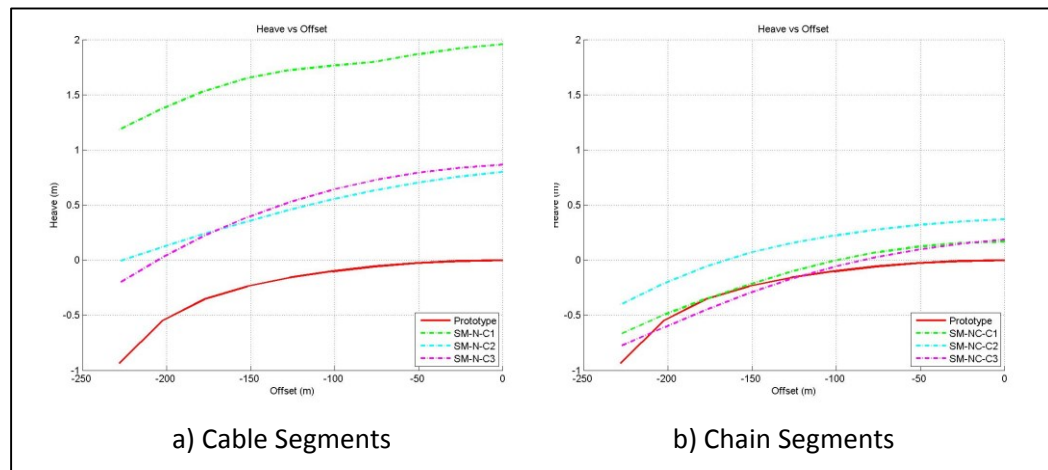 Heave vs Offset
2
1.5
1
0.5
0
-0.5
-1
-250
-200
-150
-100
-50
0
Heave (m)
Offset (m)
Prototype
SM-N-C1
SM-N-C2
SM-N-C3
a) Cable Segments
Heave vs Offset
2
1.5
1
0.5
0
-0.5
-1
-250
-200
-150
-100
-50
0
Heave (m)
Offset (m)
Prototype
SM-NC-C1
SM-NC-C2
SM-NC-C3
b) Chain Segments